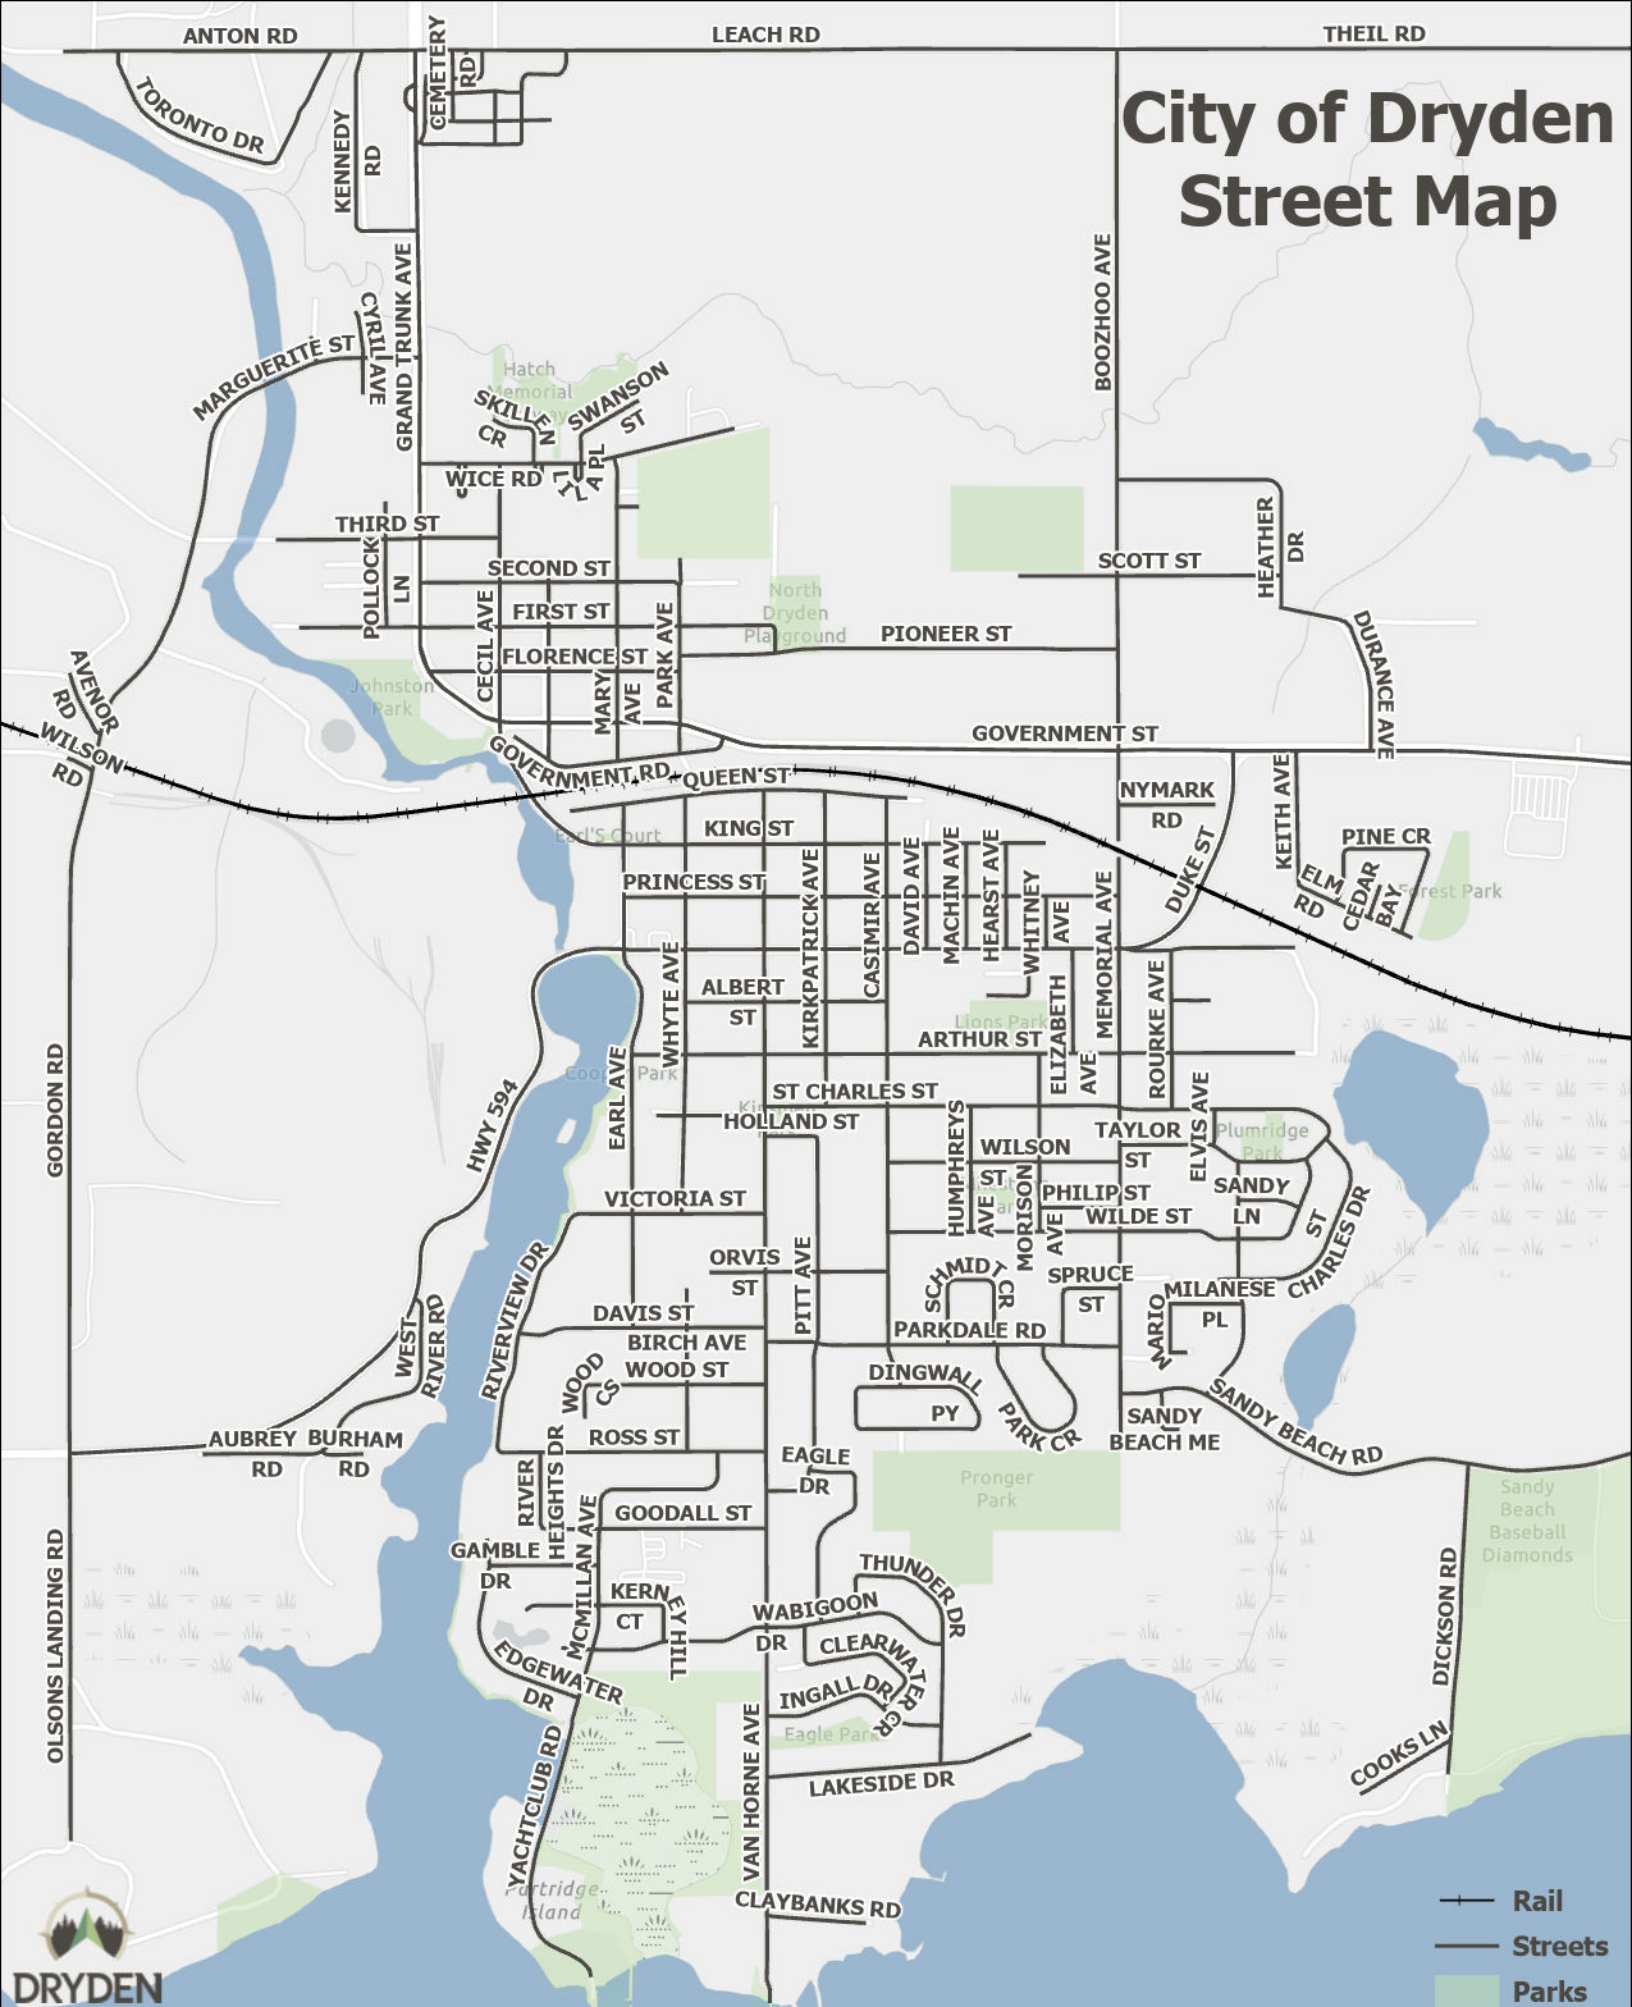 ANTON RD
LEACH RD
THEIL RD
TORONTO DR
KENNEDY
RD
CEMETERY
RD
City of Dryden
Street Map
GRAND TRUNK AVE
BOOZHOO AVE
CYRIL AVE
MARGUERITE ST
Hatch
Memorial
SKILLEN
CR
SWANSON
ST
WICE RD
LILA PL
THIRD ST
POLLOCK
LN
SECOND ST
SCOTT ST
HEATHER
DR
CECIL AVE
FIRST ST
PARK AVE
North
Dryden
Playground
PIONEER ST
FLORENCE ST
MARY
AVE
DURANCE AVE
Johnston
Park
AVENOR
RD
WILSON
RD
GOVERNMENT ST
GOVERNMENT RD
QUEEN ST
NYMARK
RD
KEITH AVE
DUKE ST
Earl'S Court
KING ST
PINE CR
ELM
RD
CEDAR
BAY
Forest Park
PRINCESS ST
KIRKPATRICK AVE
CASIMIR AVE
DAVID AVE
MACHIN AVE
HEARST AVE
WHITNEY
AVE
MEMORIAL AVE
WHYTE AVE
ALBERT
ST
ELIZABETH
AVE
ROURKE AVE
Lions Park
ARTHUR ST
GORDON RD
HWY 594
EARL AVE
Cooper Park
ST CHARLES ST
HOLLAND ST
HUMPHREYS
AVE
WILSON
ST
TAYLOR
ST
ELVIS AVE
Plumridge
Park
MORISON
AVE
PHILIP ST
SANDY
LN
WILDE ST
ST
CHARLES DR
VICTORIA ST
RIVERVIEW DR
ORVIS
ST
PITT AVE
SCHMIDT
CR
SPRUCE
ST
MILANESE
PL
MARIO
WEST
RIVER RD
DAVIS ST
BIRCH AVE
PARKDALE RD
WOOD
CS
WOOD ST
DINGWALL
PY
PARK CR
SANDY
BEACH ME
SANDY BEACH RD
AUBREY
RD
BURHAM
RD
ROSS ST
EAGLE
DR
RIVER
HEIGHTS DR
Pronger
Park
Sandy
Beach
Baseball
Diamonds
GOODALL ST
OLSONS LANDING RD
GAMBLE
DR
MCMILLAN AVE
THUNDER DR
KERNEY HILL
CT
WABIGOON
DR
CLEARWATER
CR
DICKSON RD
EDGEWATER
DR
INGALL DR
Eagle Park
YACHTCLUB RD
VAN HORNE AVE
LAKESIDE DR
COOKS LN
Partridge
Island
CLAYBANKS RD
Rail
Streets
Parks
DRYDEN